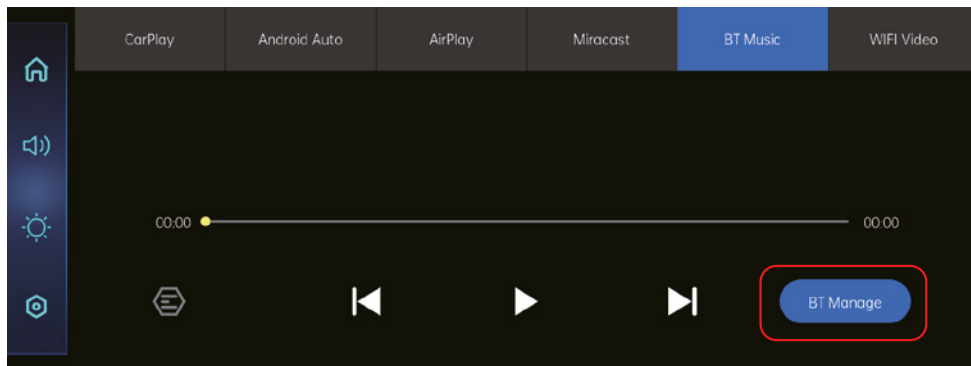 CarPlay
Android Auto
AirPlay
Miracast
BT Music
WIFI Video
00:00
00:00
BT Manage